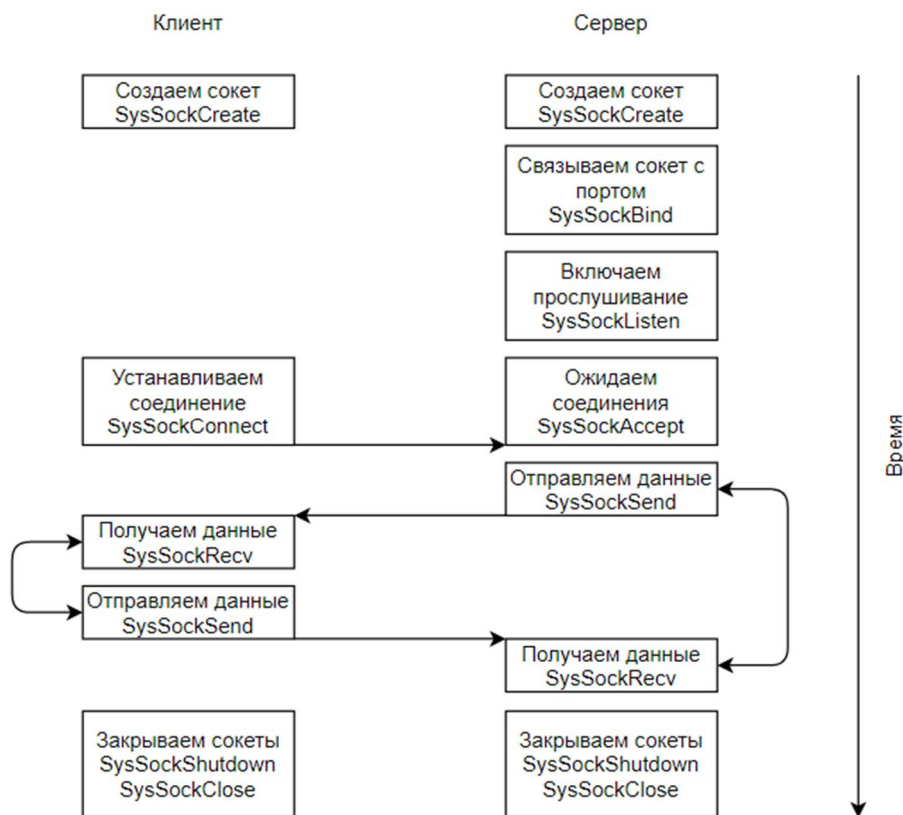 Клиент
Сервер
Создаем сокет
SysSockCreate
Создаем сокет
SysSockCreate
Связываем сокет с
портом
SysSockBind
Включаем
прослушивание
SysSockListen
Устанавливаем
соединение
SysSockConnect
Ожидаем
соединения
SysSockAccept
Отправляем данные
SysSockSend
Получаем данные
SysSockRecv
Отправляем данные
SysSockSend
Получаем данные
SysSockRecv
Закрываем сокеты
SysSockShutdown
SysSockClose
Закрываем сокеты
SysSockShutdown
SysSockClose
Время